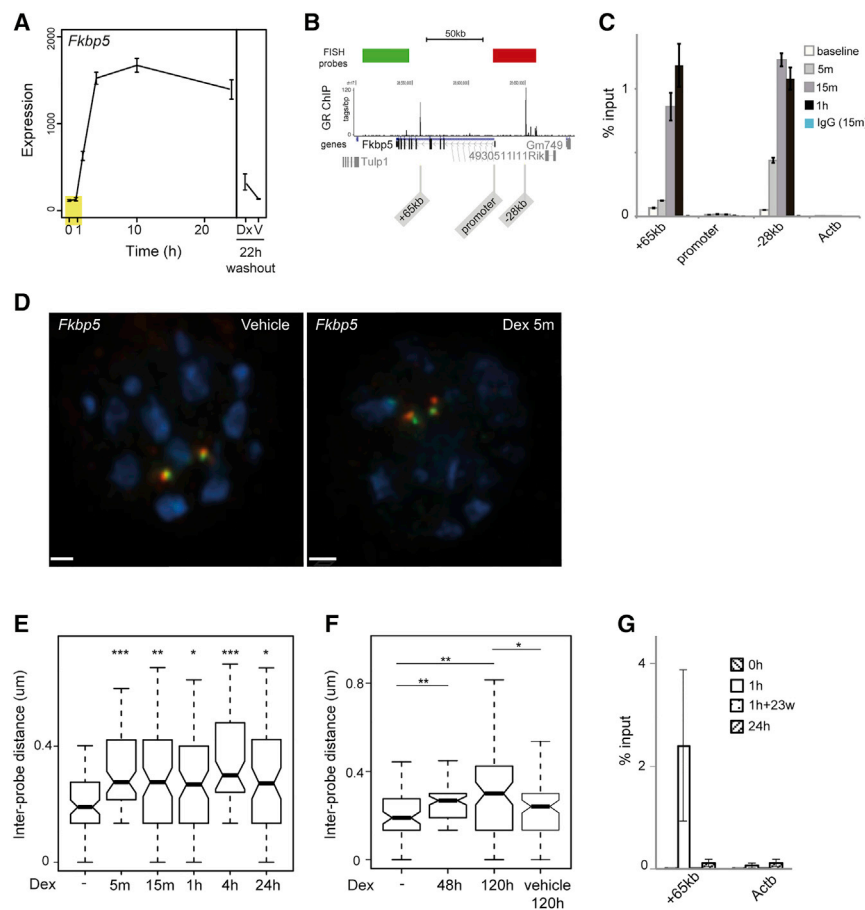 A
Fkbp5
2000
1000
0
Expression
0 1 10 20
Time (h)
Dx V
22h
washout
B
50kb
FISH
probes
GR ChIP
tags/bp
120
0
genes
Fkbp5
Gm749
4930511I11Rik
Tulp1
+65kb
promoter
-28kb
C
% input
1
0
baseline
5m
15m
1h
IgG (15m
+65kb
promoter
-28kb
Actb
D
Fkbp5
Vehicle
Fkbp5
Dex 5m
E
Inter-probe distance (um)
0.4
0
*** ** * *** *
Dex - 5m 15m 1h 4h 24h
F
Inter-probe distance (um)
0.8
0.4
0
**
**
*
Dex - 48h 120h vehicle
120h
G
% input
4
2
0
0h
1h
1h+23w
24h
+65kb
Actb